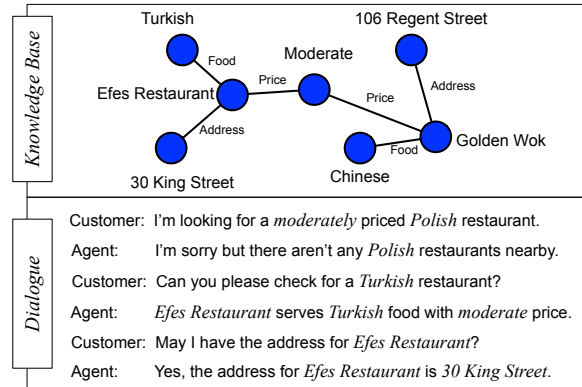 Knowledge Base
Turkish
106 Regent Street
Food
Moderate
Price
Efes Restaurant
Address
Price
Address
Food
Golden Wok
30 King Street
Chinese
Dialogue
Customer: I'm looking for a moderately priced Polish restaurant.
Agent: I'm sorry but there aren't any Polish restaurants nearby.
Customer: Can you please check for a Turkish restaurant?
Agent: Efes Restaurant serves Turkish food with moderate price.
Customer: May I have the address for Efes Restaurant?
Agent: Yes, the address for Efes Restaurant is 30 King Street.